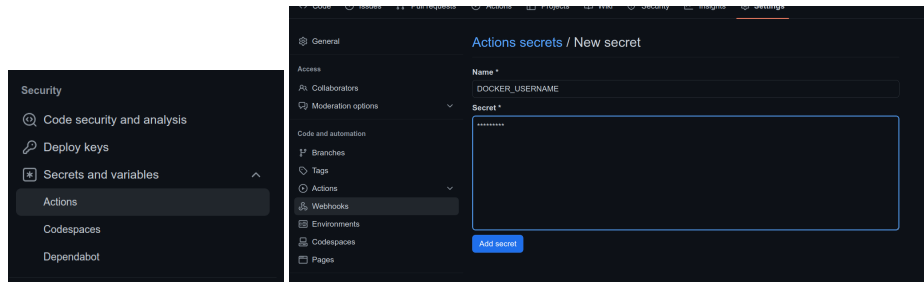 Security
Code security and analysis
Deploy keys
Secrets and variables
Actions
Codespaces
Dependabot
Code Issues Pull requests Actions Projects Wiki Security Insights Settings
General
Access
Collaborators
Moderation options
Code and automation
Branches
Tags
Actions
Webhooks
Environments
Codespaces
Pages
Actions secrets / New secret
Name *
DOCKER_USERNAME
Secret *
*********
Add secret